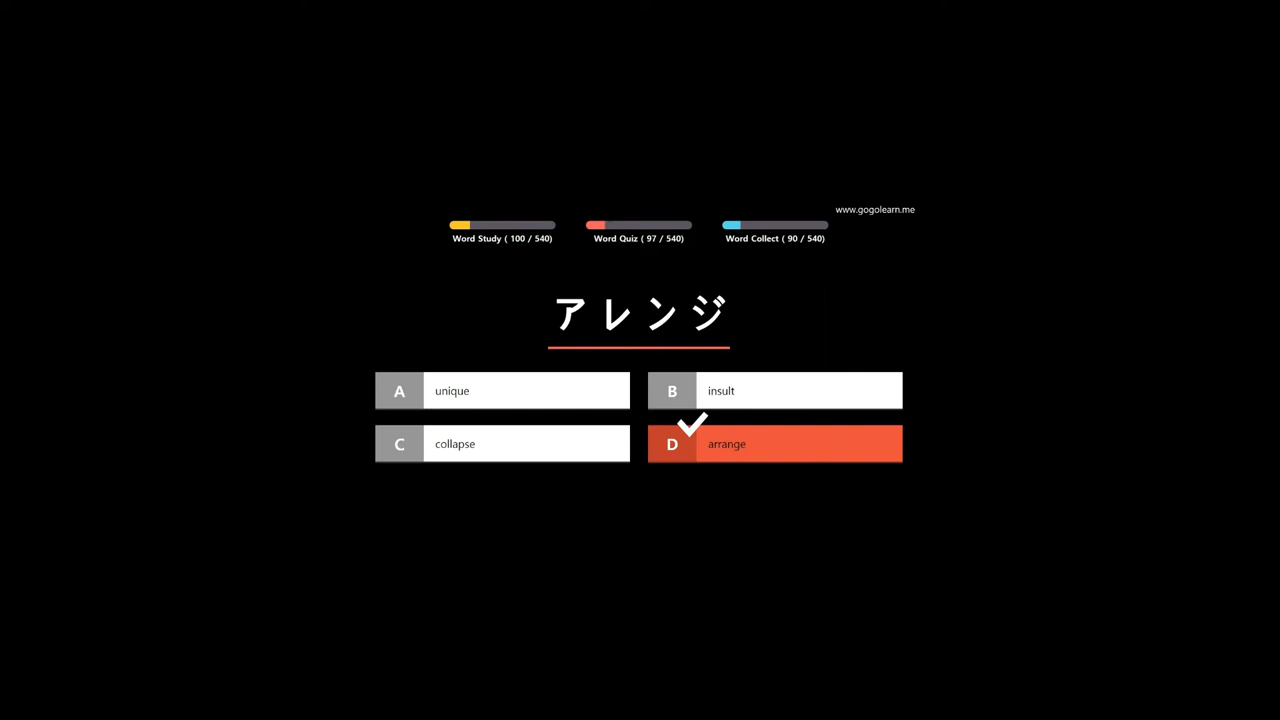 www.gogolearn.me
Word Study ( 100 / 540)
Word Quiz ( 97 / 540)
Word Collect ( 90 / 540)
アレンジ
A unique
B insult
C collapse
D arrange